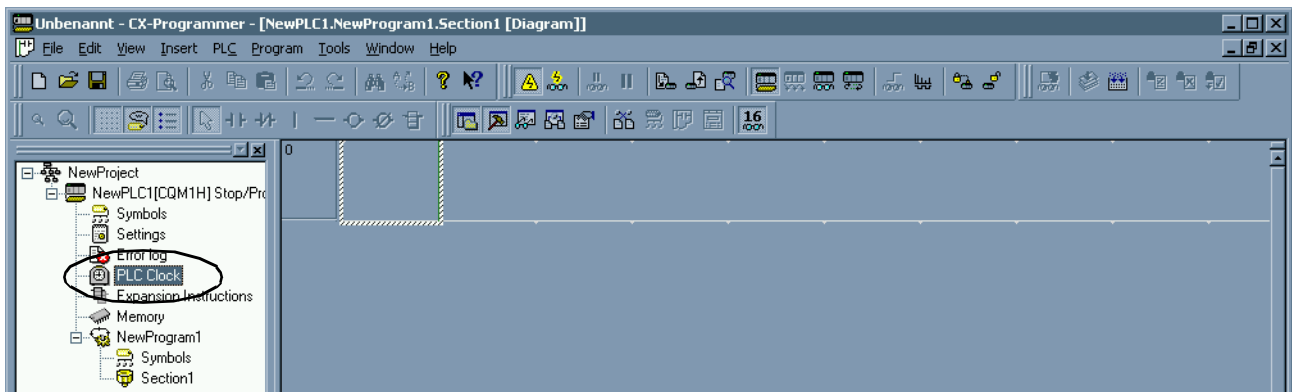 Unbenannt - CX-Programmer - [NewPLC1.NewProgram1.Section1 [Diagram]]
File Edit View Insert PLC Program Tools Window Help
16
0
NewProject
NewPLC1[CQM1H] Stop/Pro
Symbols
Settings
Error log
PLC Clock
Expansion Instructions
Memory
NewProgram1
Symbols
Section1